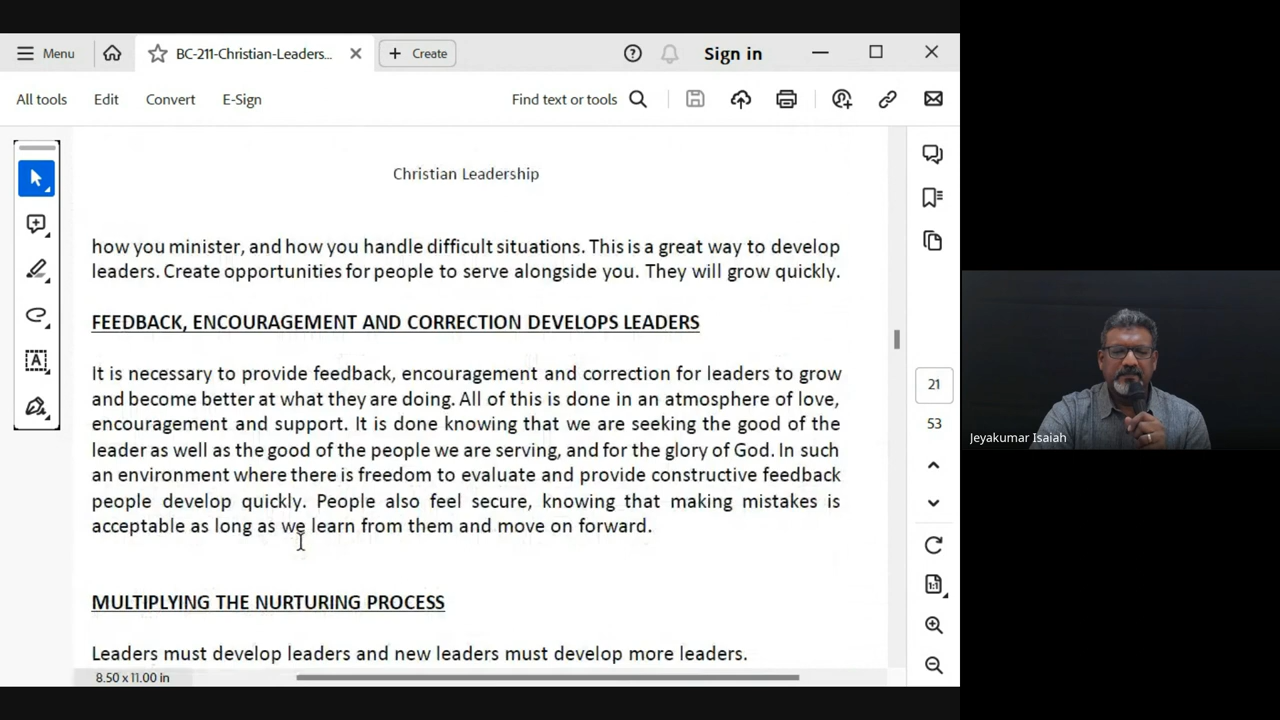 Menu
BC-211-Christian-Leaders...
Create
Sign in
All tools
Edit
Convert
E-Sign
Find text or tools
Christian Leadership
how you minister, and how you handle difficult situations. This is a great way to develop
leaders. Create opportunities for people to serve alongside you. They will grow quickly.
FEEDBACK, ENCOURAGEMENT AND CORRECTION DEVELOPS LEADERS
It is necessary to provide feedback, encouragement and correction for leaders to grow
and become better at what they are doing. All of this is done in an atmosphere of love,
encouragement and support. It is done knowing that we are seeking the good of the
leader as well as the good of the people we are serving, and for the glory of God. In such
an environment where there is freedom to evaluate and provide constructive feedback
people develop quickly. People also feel secure, knowing that making mistakes is
acceptable as long as we learn from them and move on forward.
MULTIPLYING THE NURTURING PROCESS
Leaders must develop leaders and new leaders must develop more leaders.
8.50 x 11.00 in
21
53
1:1
Jeyakumar Isaiah